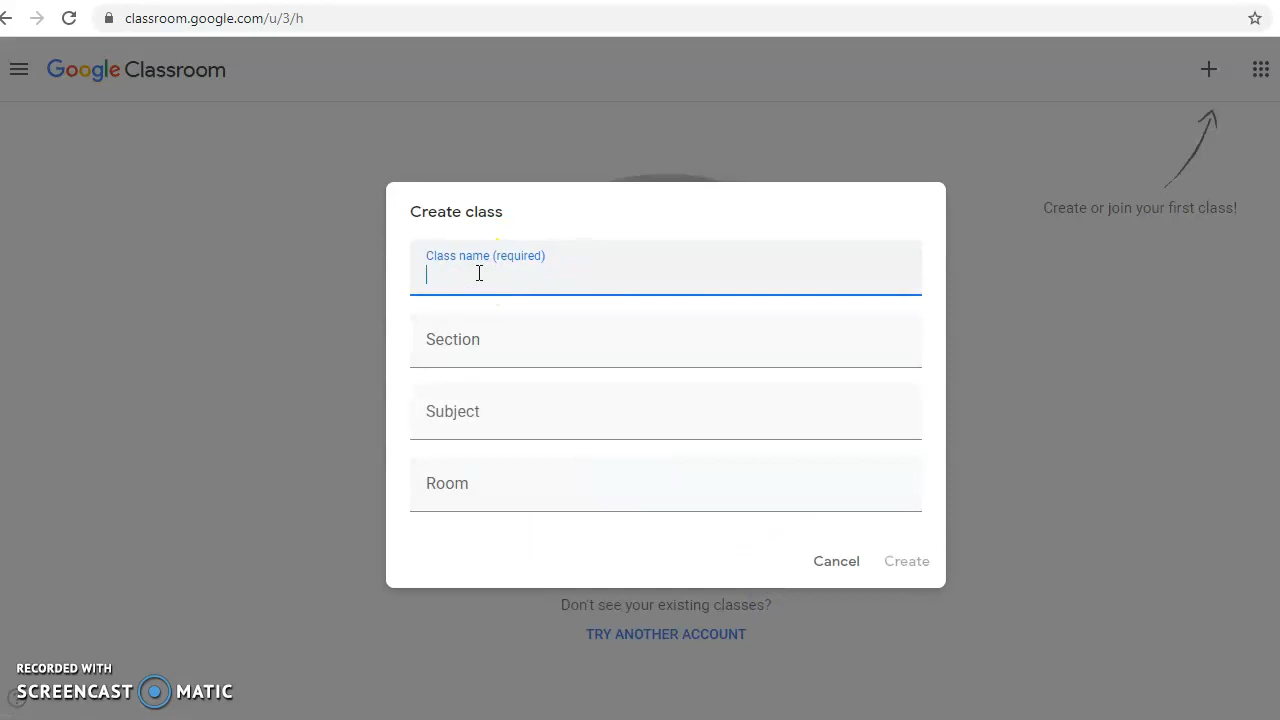 classroom.google.com/u/3/h
Google Classroom
Create or join your first class!
Create class
Class name (required)
Section
Subject
Room
Cancel Create
Don't see your existing classes?
TRY ANOTHER ACCOUNT
RECORDED WITH
SCREENCAST MATIC